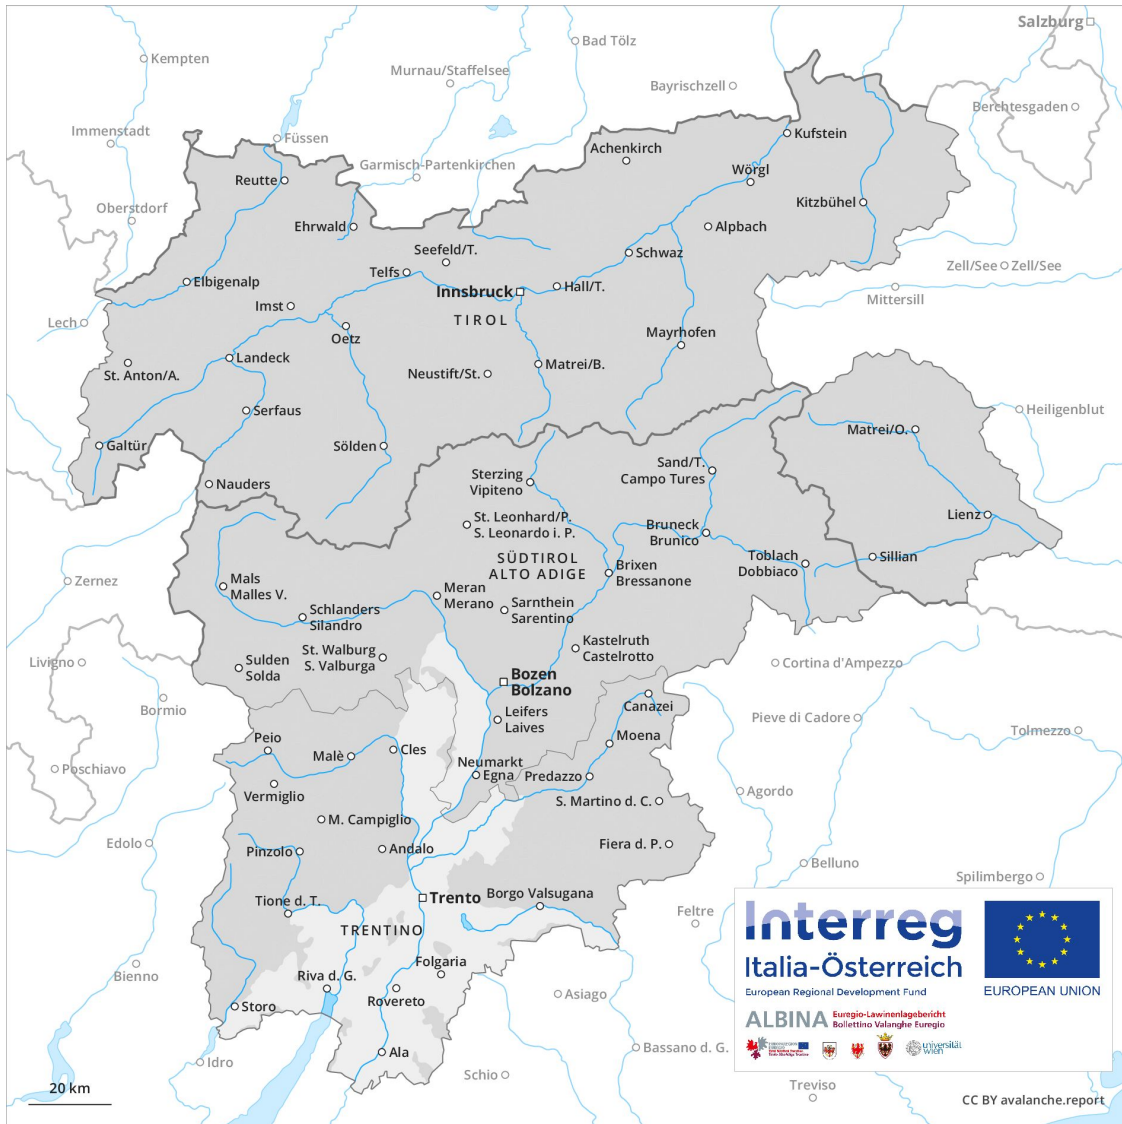 Salzburg
Bad Tölz
Kempten
Murnau/Staffelsee
Bayrischzell
Berchtesgaden
Immenstadt
Füssen
Kufstein
Achenkirch
Garmisch-Partenkirchen
Wörgl
Reutte
Kitzbühel
Oberstdorf
Ehrwald
Alpbach
Seefeld/T.
Schwaz
Telfs
Zell/See
Zell/See
Elbigenalp
Innsbruck
Hall/T.
Mittersill
Imst
TIROL
Lech
Oetz
Mayrhofen
Landeck
Matrei/B.
St. Anton/A.
Neustift/St.
Serfaus
Heiligenblut
Matrei/O.
Galtür
Sölden
Sand/T.
Campo Tures
Sterzing
Vipiteno
Nauders
St. Leonhard/P.
S. Leonardo i. P.
Bruneck
Brunico
Lienz
SÜDTIROL
ALTO ADIGE
Toblach
Dobbiaco
Sillian
Brixen
Bressanone
Zernez
Mals
Malles V.
Meran
Merano
Sarnthein
Sarentino
Schlanders
Silandro
Kastelruth
Castelrotto
St. Walburg
S. Valburga
Livigno
Sulden
Solda
Cortina d'Ampezzo
Bozen
Bolzano
Bormio
Canazei
Leifers
Laives
Pieve di Cadore
Tolmezzo
Peio
Moena
Malè
Cles
Poschiavo
Neumarkt
Egna
Predazzo
Vermiglio
Agordo
S. Martino d. C.
M. Campiglio
Edolo
Pinzolo
Andalo
Fiera d. P.
Belluno
Spilimbergo
Tione d. T.
Trento
Borgo Valsugana
Feltre
TRENTINO
Folgaria
Bienno
Riva d. G.
Rovereto
Asiago
Storo
Ala
Idro
Schio
Bassano d. G.
Treviso
20 km
Interreg
Italia-Österreich
European Regional Development Fund
EUROPEAN UNION
ALBINA
Euregio-Lawinenlagebericht
Bollettino Valanghe Euregio
universität
wien
CC BY avalanche.report